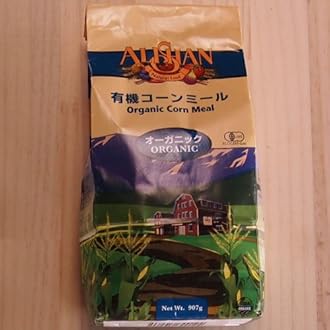 ALISHAN
有機コーンミール
Organic Corn Meal
オーガニック
ORGANIC
Net Wt. 907g